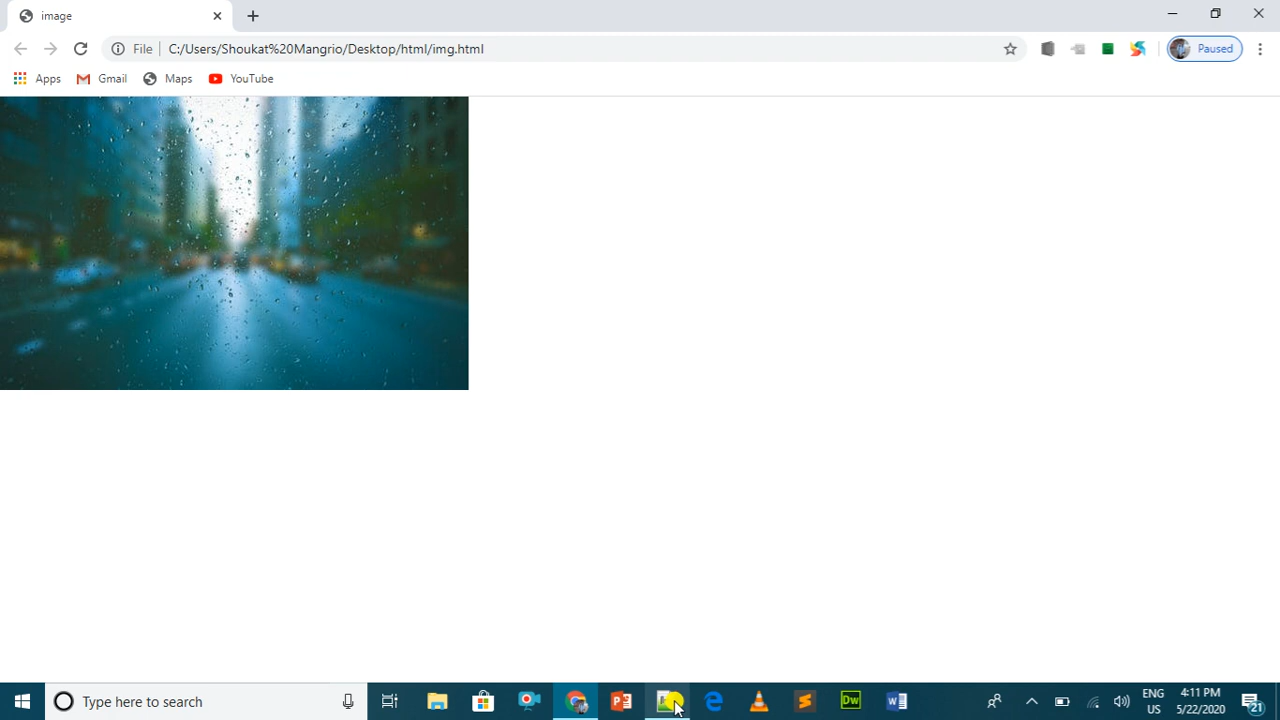 image
File
C:/Users/Shoukat%20Mangrio/Desktop/html/img.html
Paused
Apps
Gmail
Maps
YouTube
Type here to search
P
Dw
W
ENG
US
4:11 PM
5/22/2020
21